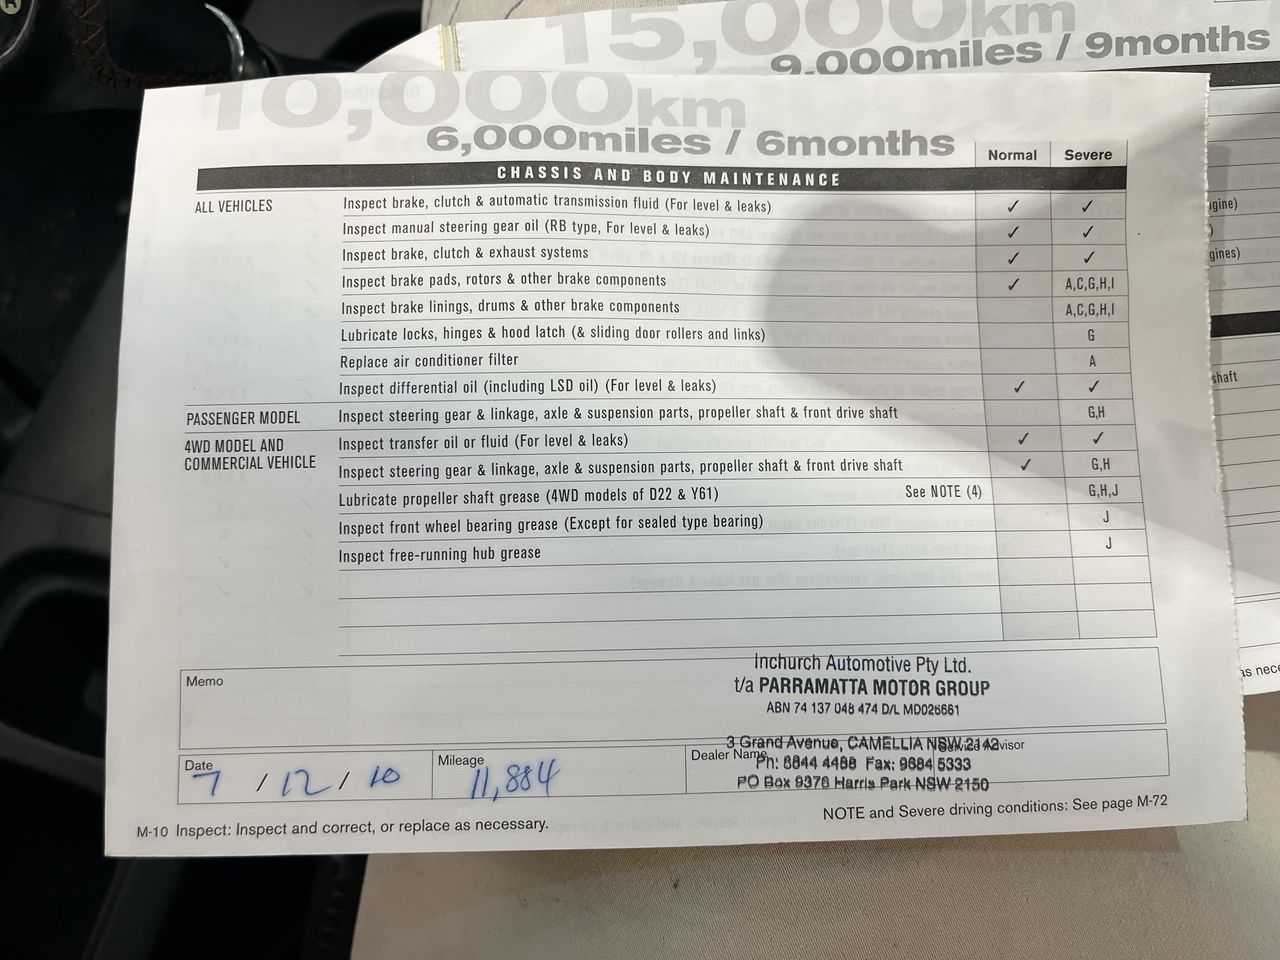 15,000km
9,000miles / 9months
10,000km
6,000miles / 6months
Normal Severe
CHASSIS AND BODY MAINTENANCE
ALL VEHICLES Inspect brake, clutch & automatic transmission fluid (For level & leaks) ✓ ✓
Inspect manual steering gear oil (RB type, For level & leaks) ✓ ✓
Inspect brake, clutch & exhaust systems ✓ ✓
Inspect brake pads, rotors & other brake components ✓ A,C,G,H,I
Inspect brake linings, drums & other brake components A,C,G,H,I
Lubricate locks, hinges & hood latch (& sliding door rollers and links) G
Replace air conditioner filter A
Inspect differential oil (including LSD oil) (For level & leaks) ✓ ✓
PASSENGER MODEL Inspect steering gear & linkage, axle & suspension parts, propeller shaft & front drive shaft G,H
4WD MODEL AND COMMERCIAL VEHICLE Inspect transfer oil or fluid (For level & leaks) ✓ ✓
Inspect steering gear & linkage, axle & suspension parts, propeller shaft & front drive shaft ✓ G,H
Lubricate propeller shaft grease (4WD models of D22 & Y61) See NOTE (4) G,H,J
Inspect front wheel bearing grease (Except for sealed type bearing) J
Inspect free-running hub grease J
Memo
Inchurch Automotive Pty Ltd.
t/a PARRAMATTA MOTOR GROUP
ABN 74 137 048 474 D/L MD026661
3 Grand Avenue, CAMELLIA NSW 2142
Service Advisor
Date 7 / 12 / 10 Mileage 11,884 Dealer Name
Ph: 8844 4488 Fax: 9684 5333
PO Box 9376 Harris Park NSW 2150
M-10 Inspect: Inspect and correct, or replace as necessary.
NOTE and Severe driving conditions: See page M-72
gine)
gines)
shaft
as nece